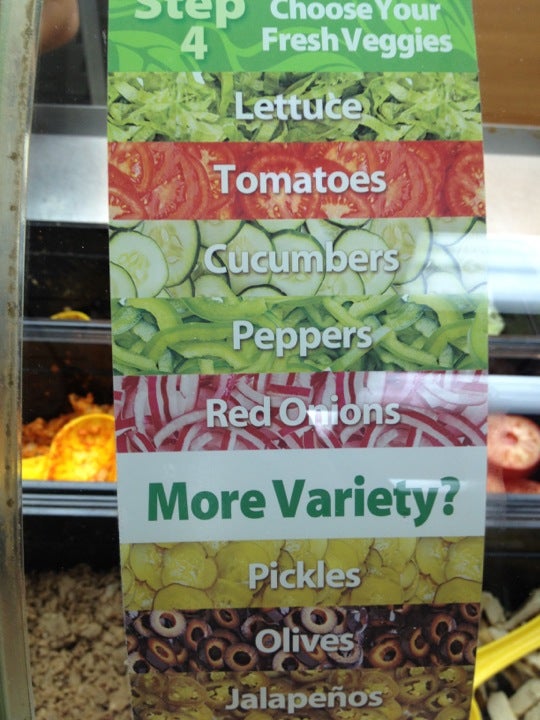 Step Choose Your
4 Fresh Veggies
Lettuce
Tomatoes
Cucumbers
Peppers
Red Onions
More Variety?
Pickles
Olives
Jalapeños